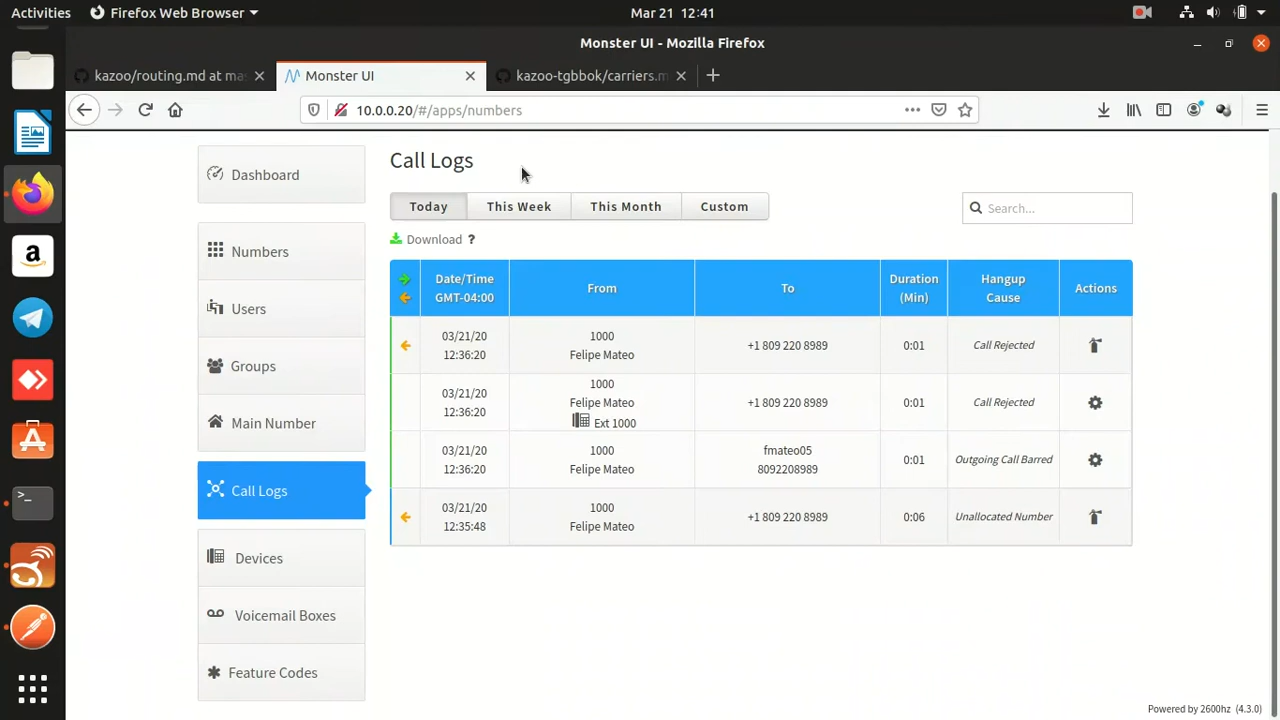 Activities
Firefox Web Browser
Mar 21 12:41
Monster UI - Mozilla Firefox
kazoo/routing.md at mas
Monster UI
kazoo-tgbbok/carriers.m
10.0.0.20/#/apps/numbers
Dashboard
Numbers
Users
Groups
Main Number
Call Logs
Devices
Voicemail Boxes
Feature Codes
Call Logs
Today
This Week
This Month
Custom
Search...
Download ?
Date/Time
GMT-04:00
From
To
Duration
(Min)
Hangup
Cause
Actions
03/21/20
12:36:20
1000
Felipe Mateo
+1 809 220 8989
0:01
Call Rejected
03/21/20
12:36:20
1000
Felipe Mateo
Ext 1000
+1 809 220 8989
0:01
Call Rejected
03/21/20
12:36:20
1000
Felipe Mateo
fmateo05
8092208989
0:01
Outgoing Call Barred
03/21/20
12:35:48
1000
Felipe Mateo
+1 809 220 8989
0:06
Unallocated Number
Powered by 2600hz (4.3.0)